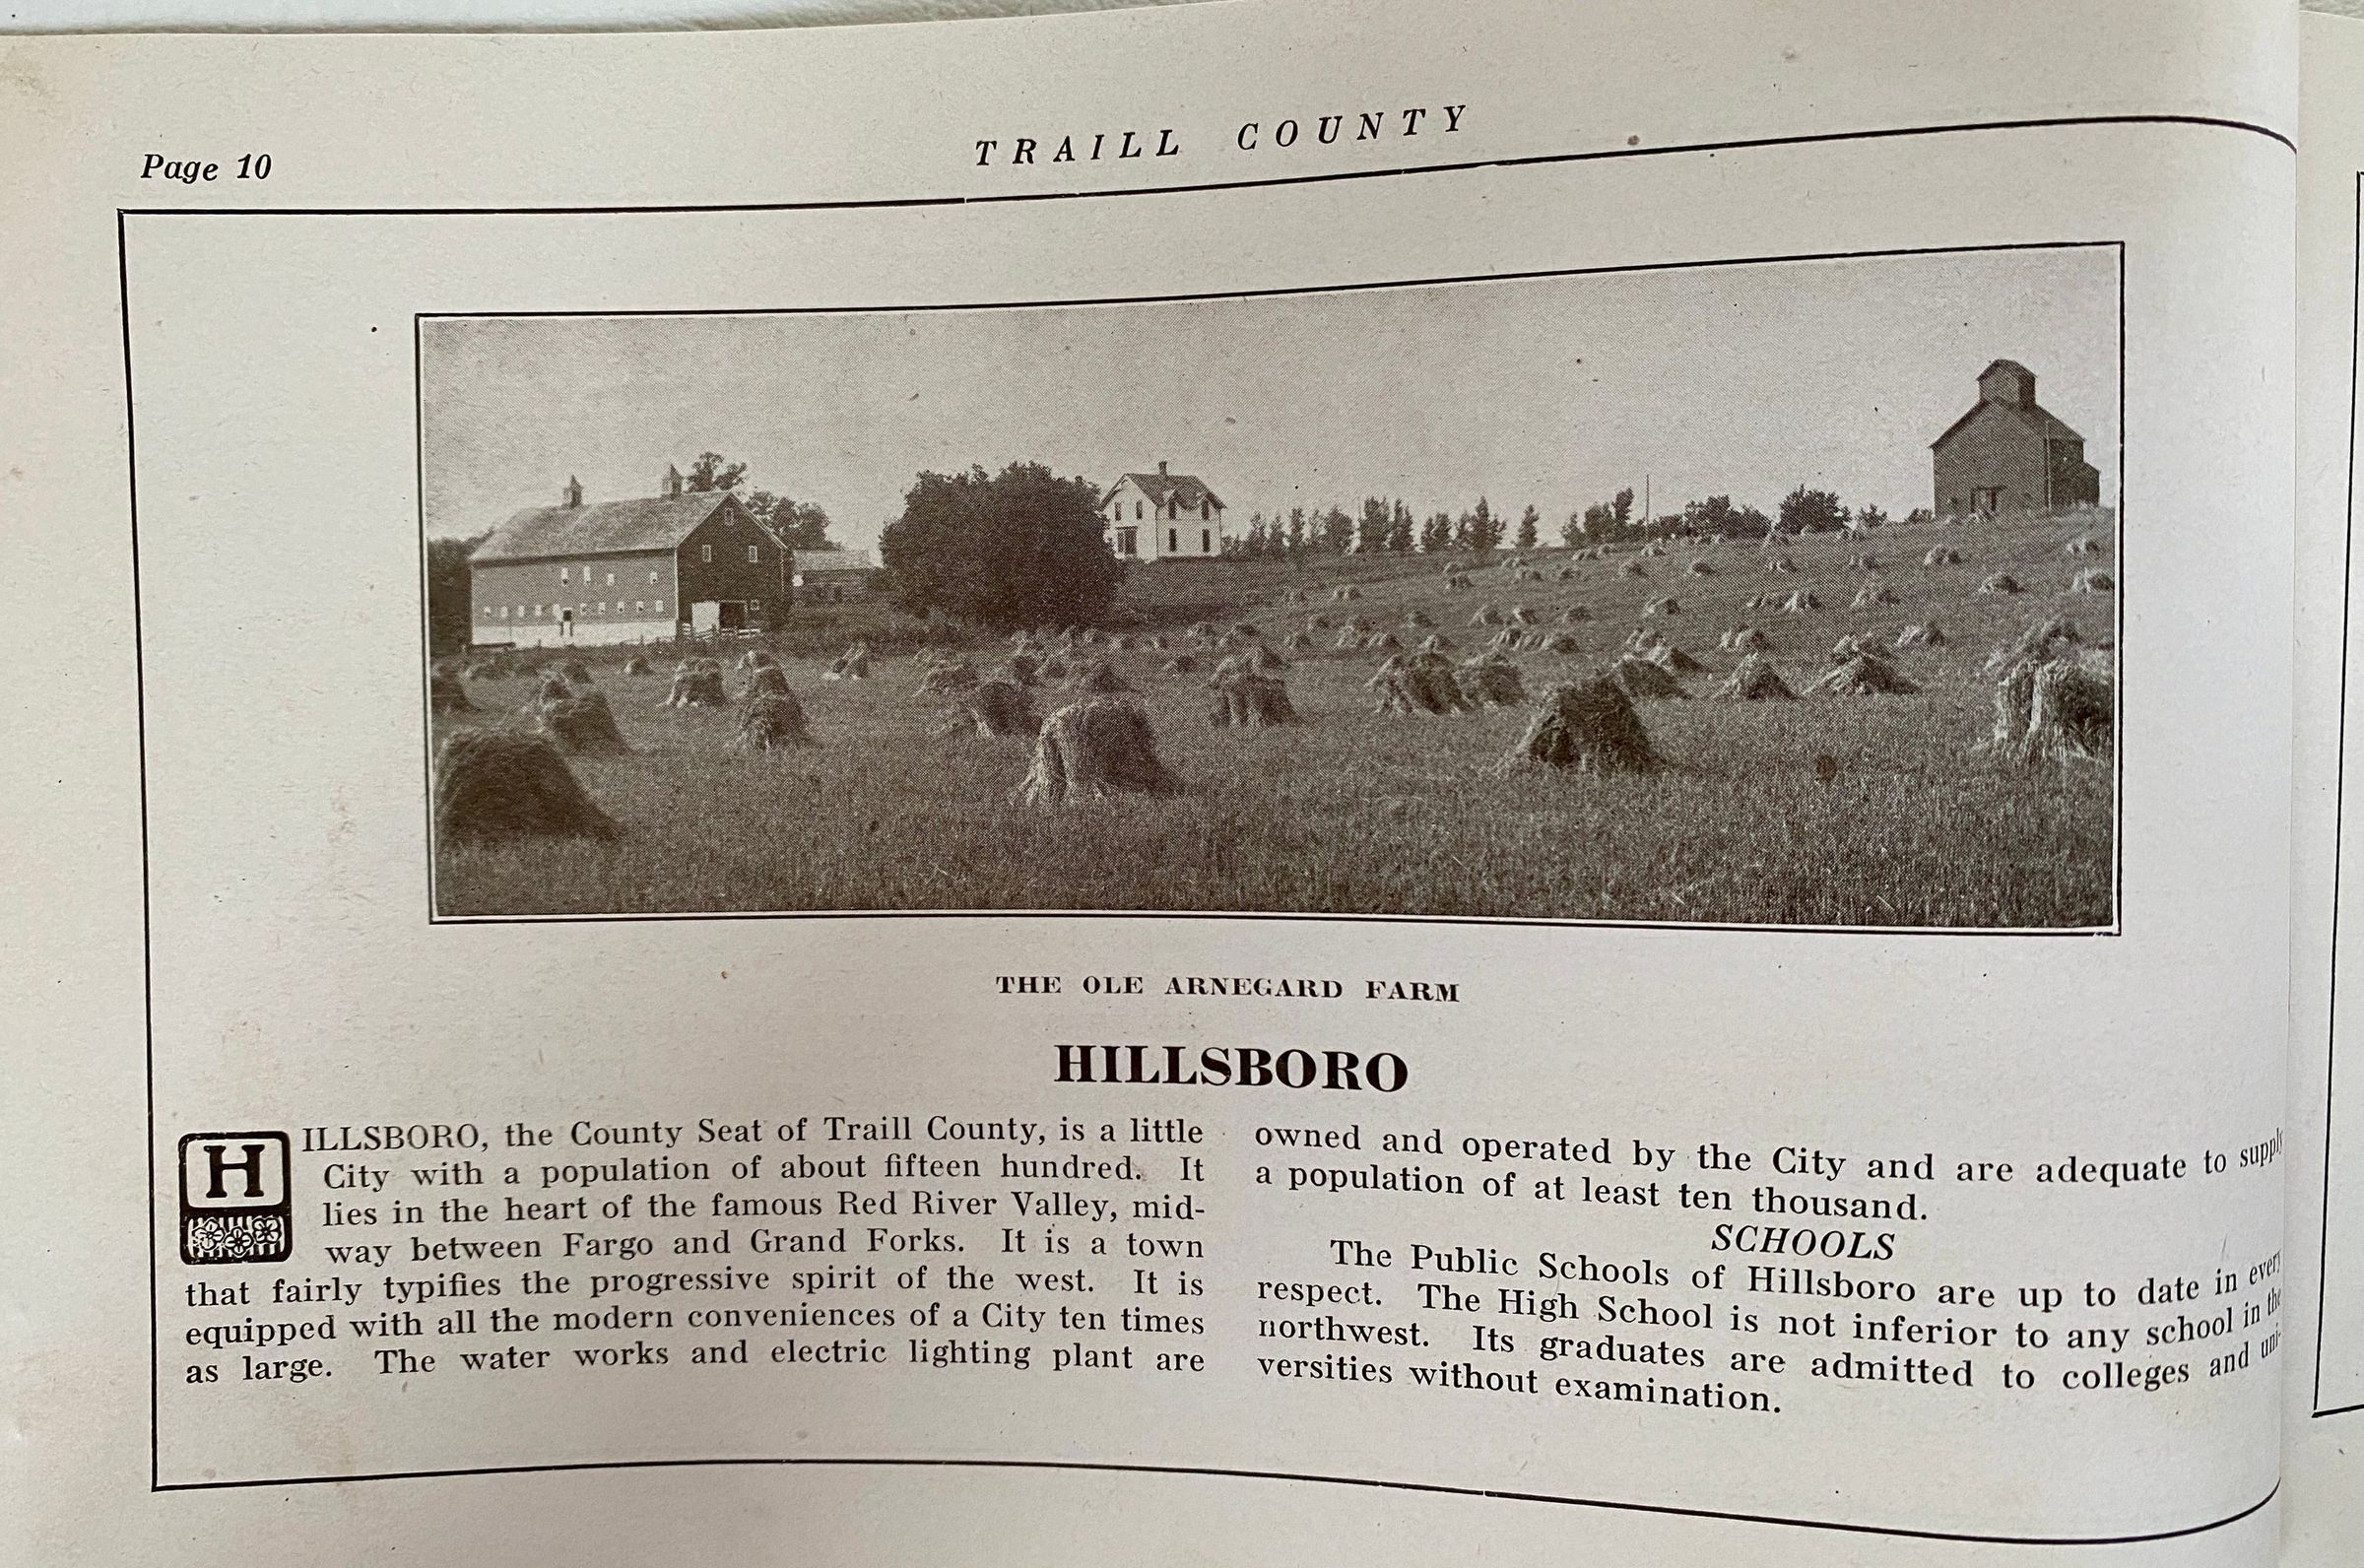 Page 10
TRAILL COUNTY
THE OLE ARNEGARD FARM
HILLSBORO
HILLSBORO, the County Seat of Traill County, is a little
City with a population of about fifteen hundred. It
lies in the heart of the famous Red River Valley, mid-
way between Fargo and Grand Forks. It is a town
that fairly typifies the progressive spirit of the west. It is
equipped with all the modern conveniences of a City ten times
as large. The water works and electric lighting plant are
owned and operated by the City and are adequate to supply
a population of at least ten thousand.
SCHOOLS
The Public Schools of Hillsboro are up to date in every
respect. The High School is not inferior to any school in the
northwest. Its graduates are admitted to colleges and uni-
versities without examination.